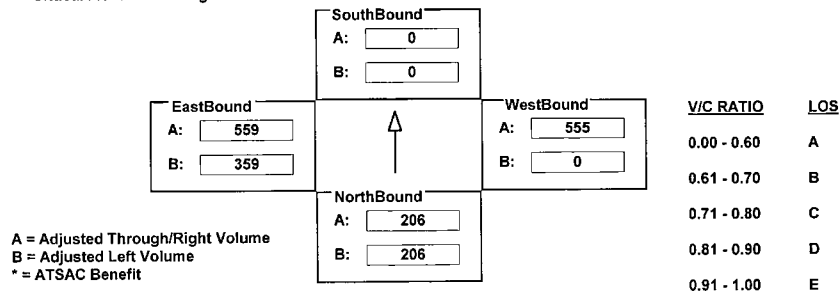 SouthBound
A: 0
B: 0
EastBound
A: 559
B: 359
WestBound
A: 555
B: 0
NorthBound
A: 206
B: 206
A = Adjusted Through/Right Volume
B = Adjusted Left Volume
* = ATSAC Benefit
V/C RATIO LOS
0.00 - 0.60 A
0.61 - 0.70 B
0.71 - 0.80 C
0.81 - 0.90 D
0.91 - 1.00 E